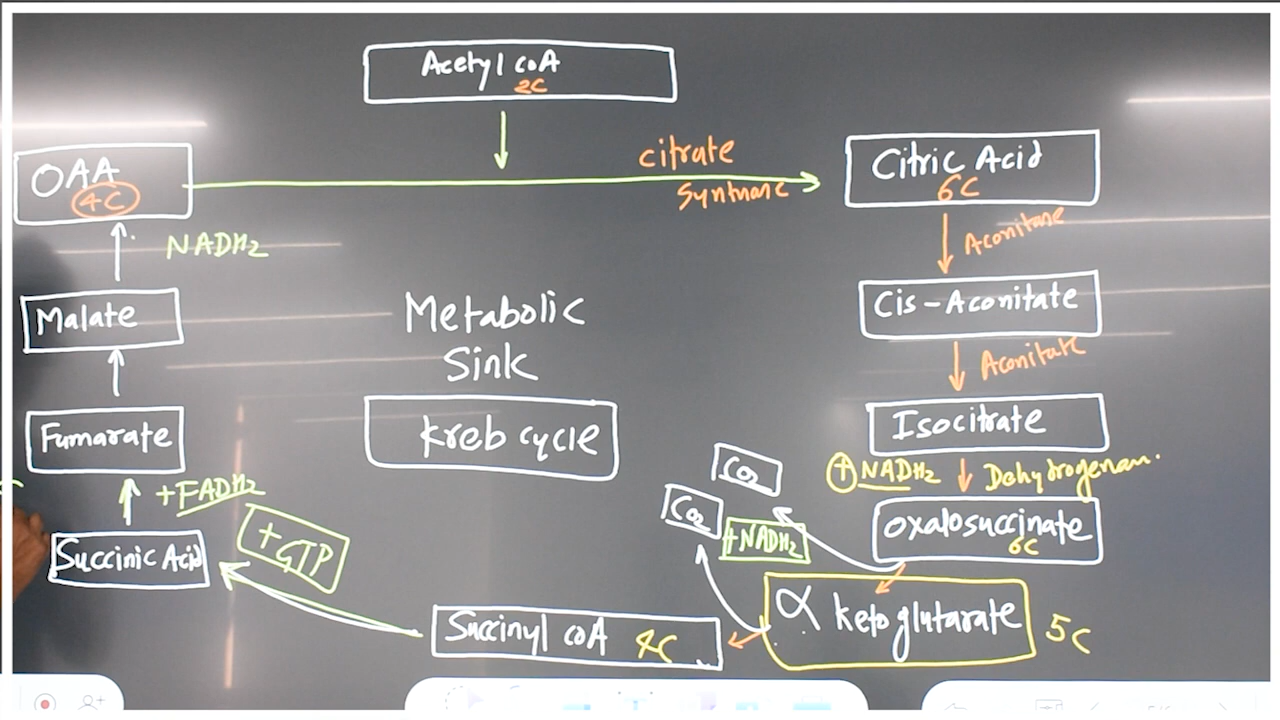 Acetyl coA
2C
OAA
4C
citrate
Synthase
Citric Acid
6C
NADH2
Aconitase
Malate
Metabolic
Sink
Cis-Aconitate
Aconitate
Fumarate
Kreb cycle
Isocitrate
+ NADH2
Dehydrogenase
+FADH2
CO2
CO2
+NADH2
Oxalosuccinate
6C
Succinic Acid
+ GTP
Succinyl coA 4C
α keto glutarate 5C